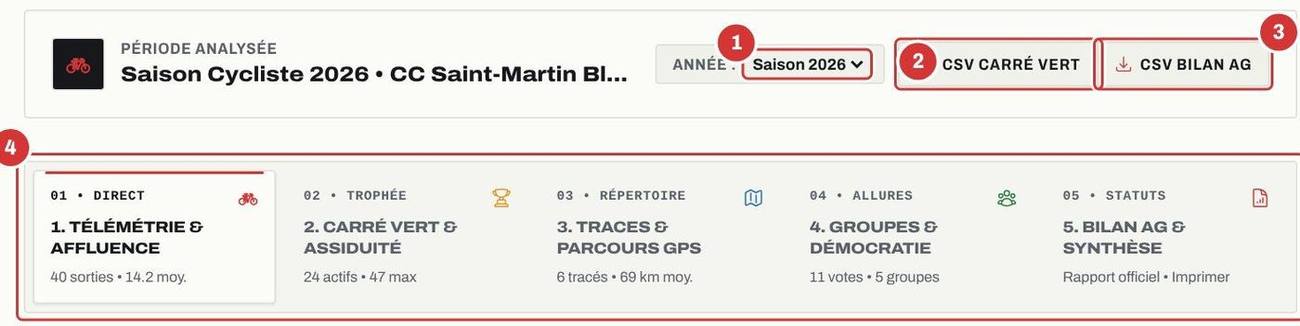 PÉRIODE ANALYSÉE
Saison Cycliste 2026 • CC Saint-Martin Bl...
ANNÉE :
Saison 2026
CSV CARRÉ VERT
CSV BILAN AG
1
2
3
4
01 • DIRECT
1. TÉLÉMÉTRIE &
AFFLUENCE
40 sorties • 14.2 moy.
02 • TROPHÉE
2. CARRÉ VERT &
ASSIDUITÉ
24 actifs • 47 max
03 • RÉPERTOIRE
3. TRACES &
PARCOURS GPS
6 tracés • 69 km moy.
04 • ALLURES
4. GROUPES &
DÉMOCRATIE
11 votes • 5 groupes
05 • STATUTS
5. BILAN AG &
SYNTHÈSE
Rapport officiel • Imprimer